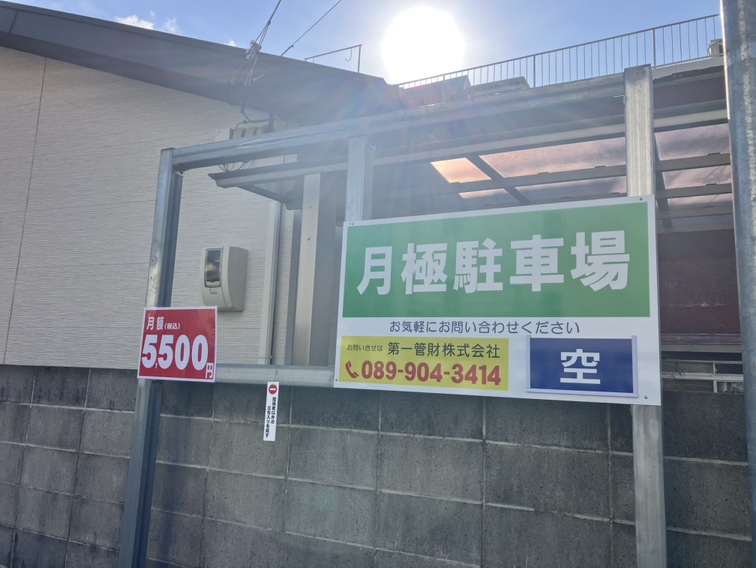 月極駐車場
お気軽にお問い合わせください
お問い合せは 第一管財株式会社
089-904-3414
空
月額(税込)
5,500円